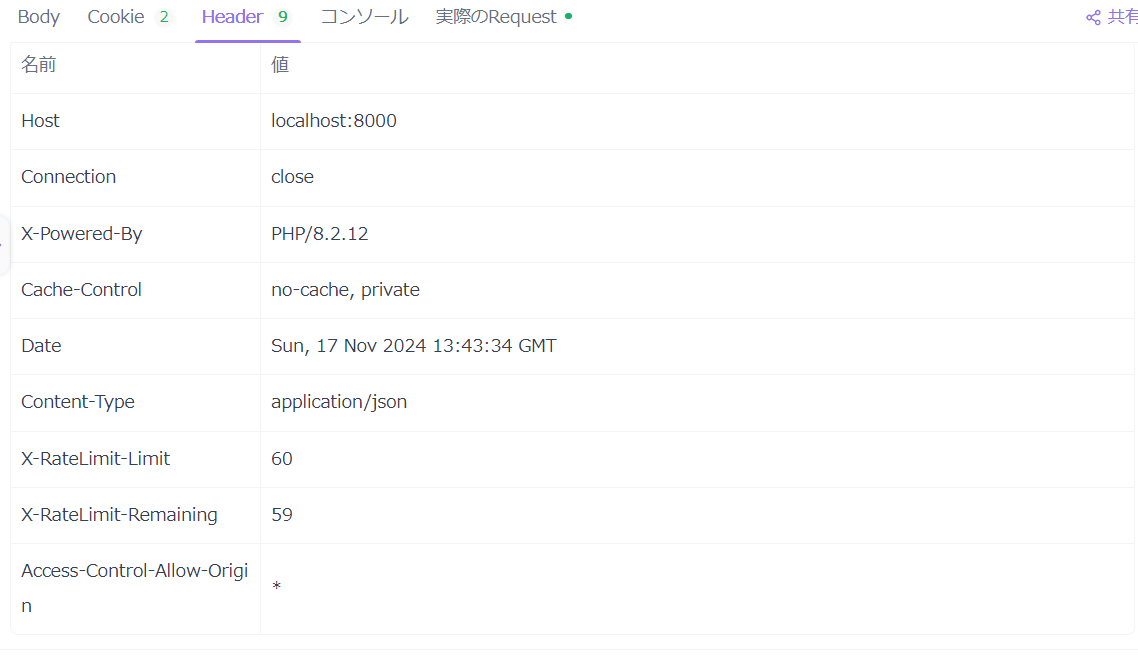 Body Cookie 2 Header 9 コンソール 実際のRequest 共有
名前 値
Host localhost:8000
Connection close
X-Powered-By PHP/8.2.12
Cache-Control no-cache, private
Date Sun, 17 Nov 2024 13:43:34 GMT
Content-Type application/json
X-RateLimit-Limit 60
X-RateLimit-Remaining 59
Access-Control-Allow-Origi
n *